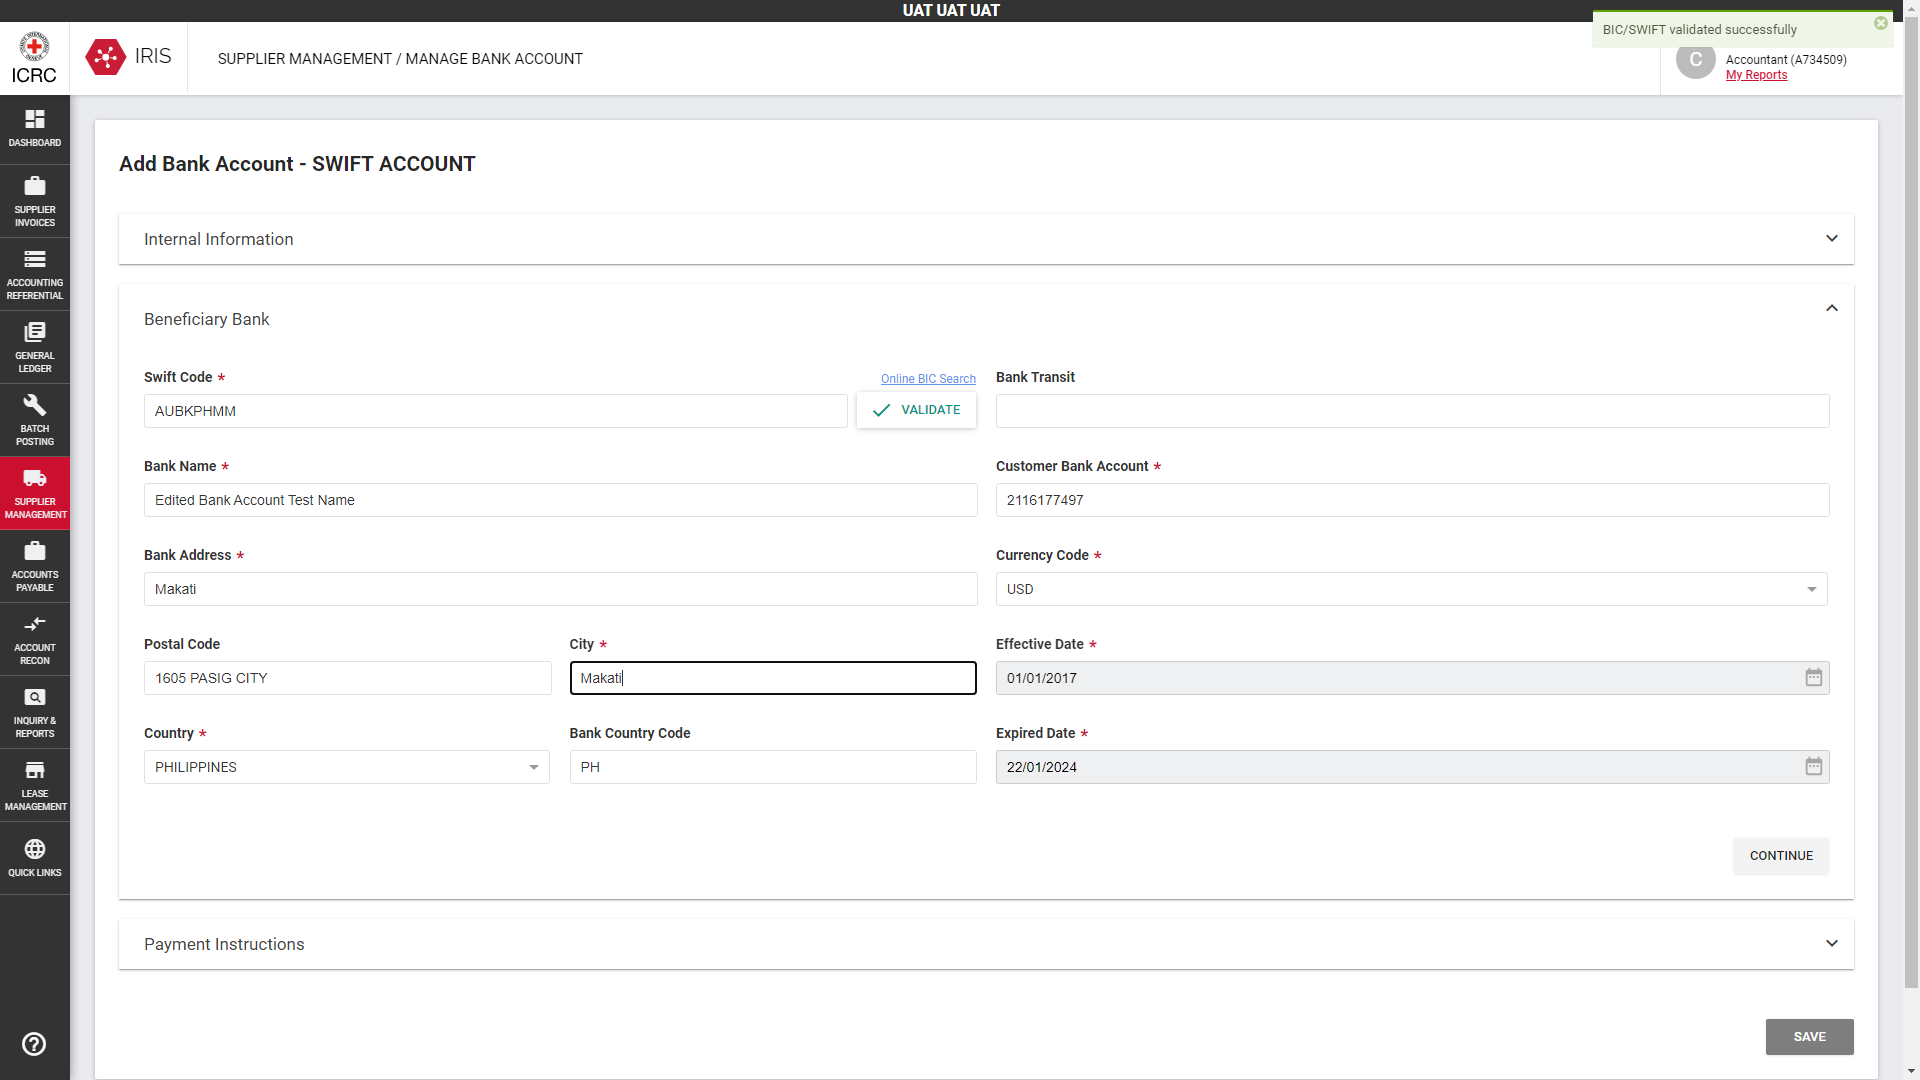 UAT UAT UAT
BIC/SWIFT validated successfully
ICRC
IRIS
SUPPLIER MANAGEMENT / MANAGE BANK ACCOUNT
C
Accountant (A734509)
My Reports
DASHBOARD
SUPPLIER
INVOICES
ACCOUNTING
REFERENTIAL
GENERAL
LEDGER
BATCH
POSTING
SUPPLIER
MANAGEMENT
ACCOUNTS
PAYABLE
ACCOUNT
RECON
INQUIRY &
REPORTS
LEASE
MANAGEMENT
QUICK LINKS
Add Bank Account - SWIFT ACCOUNT
Internal Information
Beneficiary Bank
Swift Code *
Online BIC Search
Bank Transit
AUBKPHMM
VALIDATE
Bank Name *
Customer Bank Account *
Edited Bank Account Test Name
2116177497
Bank Address *
Currency Code *
Makati
USD
Postal Code
City *
Effective Date *
1605 PASIG CITY
Makati
01/01/2017
Country *
Bank Country Code
Expired Date *
PHILIPPINES
PH
22/01/2024
CONTINUE
Payment Instructions
SAVE